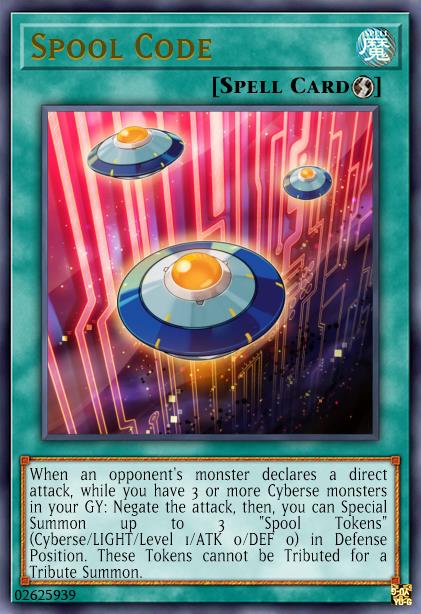 Spool Code
SPELL
魔
[Spell Card]
When an opponent's monster declares a direct
attack, while you have 3 or more Cyberse monsters
in your GY: Negate the attack, then, you can Special
Summon up to 3 "Spool Tokens"
(Cyberse/LIGHT/Level 1/ATK 0/DEF 0) in Defense
Position. These Tokens cannot be Tributed for a
Tribute Summon.
02625939